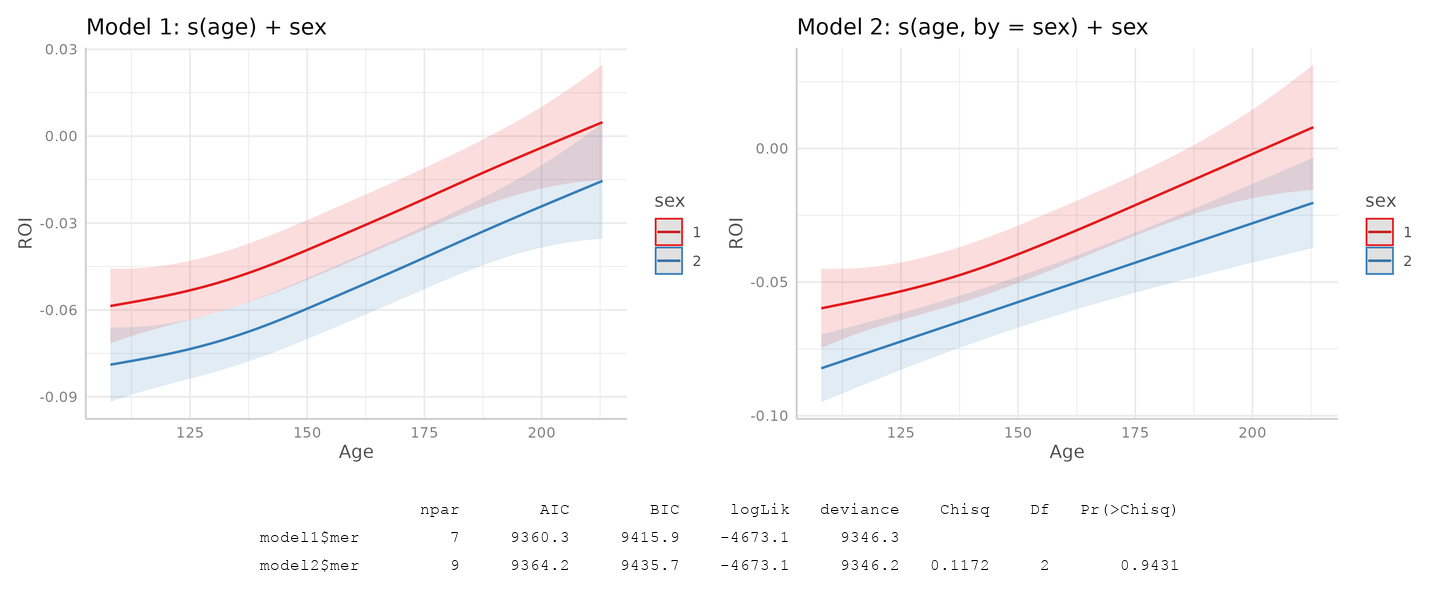 Model 1: s(age) + sex
0.03
0.00
-0.03
-0.06
-0.09
ROI
125 150 175 200
Age
sex
1
2
Model 2: s(age, by = sex) + sex
0.00
-0.05
-0.10
ROI
125 150 175 200
Age
sex
1
2
npar AIC BIC logLik deviance Chisq Df Pr(>Chisq)
model1$mer 7 9360.3 9415.9 -4673.1 9346.3
model2$mer 9 9364.2 9435.7 -4673.1 9346.2 0.1172 2 0.9431